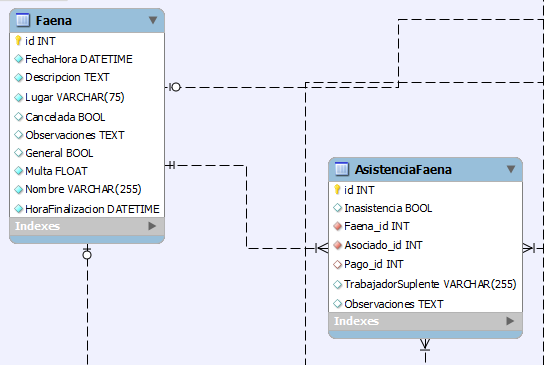 Faena
id INT
FechaHora DATETIME
Descripcion TEXT
Lugar VARCHAR(75)
Cancelada BOOL
Observaciones TEXT
General BOOL
Multa FLOAT
Nombre VARCHAR(255)
HoraFinalizacion DATETIME
Indexes
AsistenciaFaena
id INT
Inasistencia BOOL
Faena_id INT
Asociado_id INT
Pago_id INT
TrabajadorSuplente VARCHAR(255)
Observaciones TEXT
Indexes